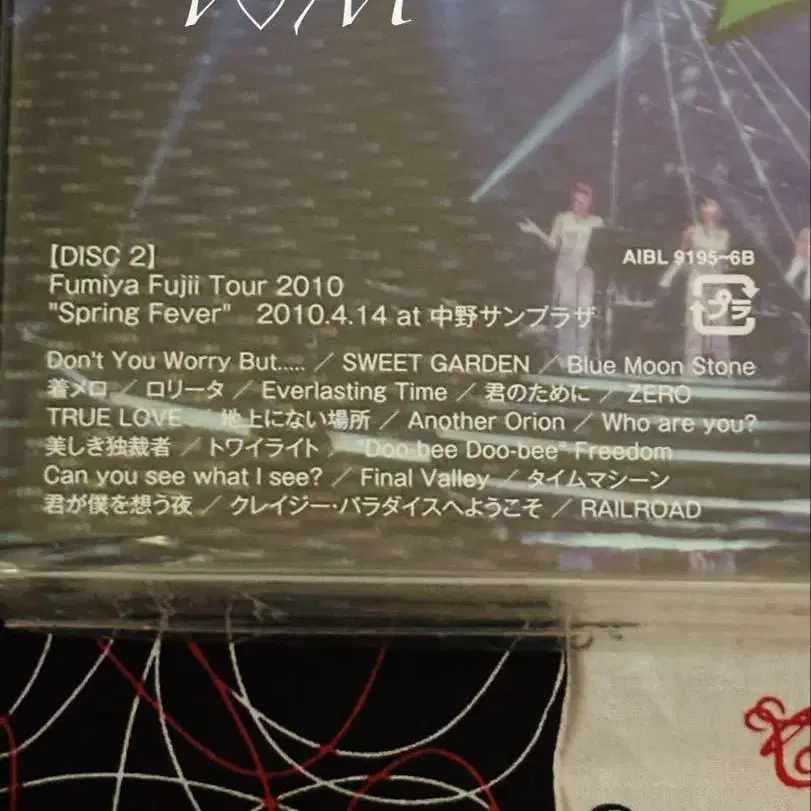 【DISC 2】
Fumiya Fujii Tour 2010
"Spring Fever" 2010.4.14 at 中野サンプラザ
AIBL 9195~6B
プラ
Don't You Worry But..... ／ SWEET GARDEN ／ Blue Moon Stone
着メロ ／ ロリータ ／ Everlasting Time ／ 君のために ／ ZERO
TRUE LOVE ／ 地上にない場所 ／ Another Orion ／ Who are you?
美しき独裁者 ／ トワイライト ／ "Doo-bee Doo-bee" Freedom
Can you see what I see? ／ Final Valley ／ タイムマシーン
君が僕を想う夜 ／ クレイジー・パラダイスへようこそ ／ RAILROAD